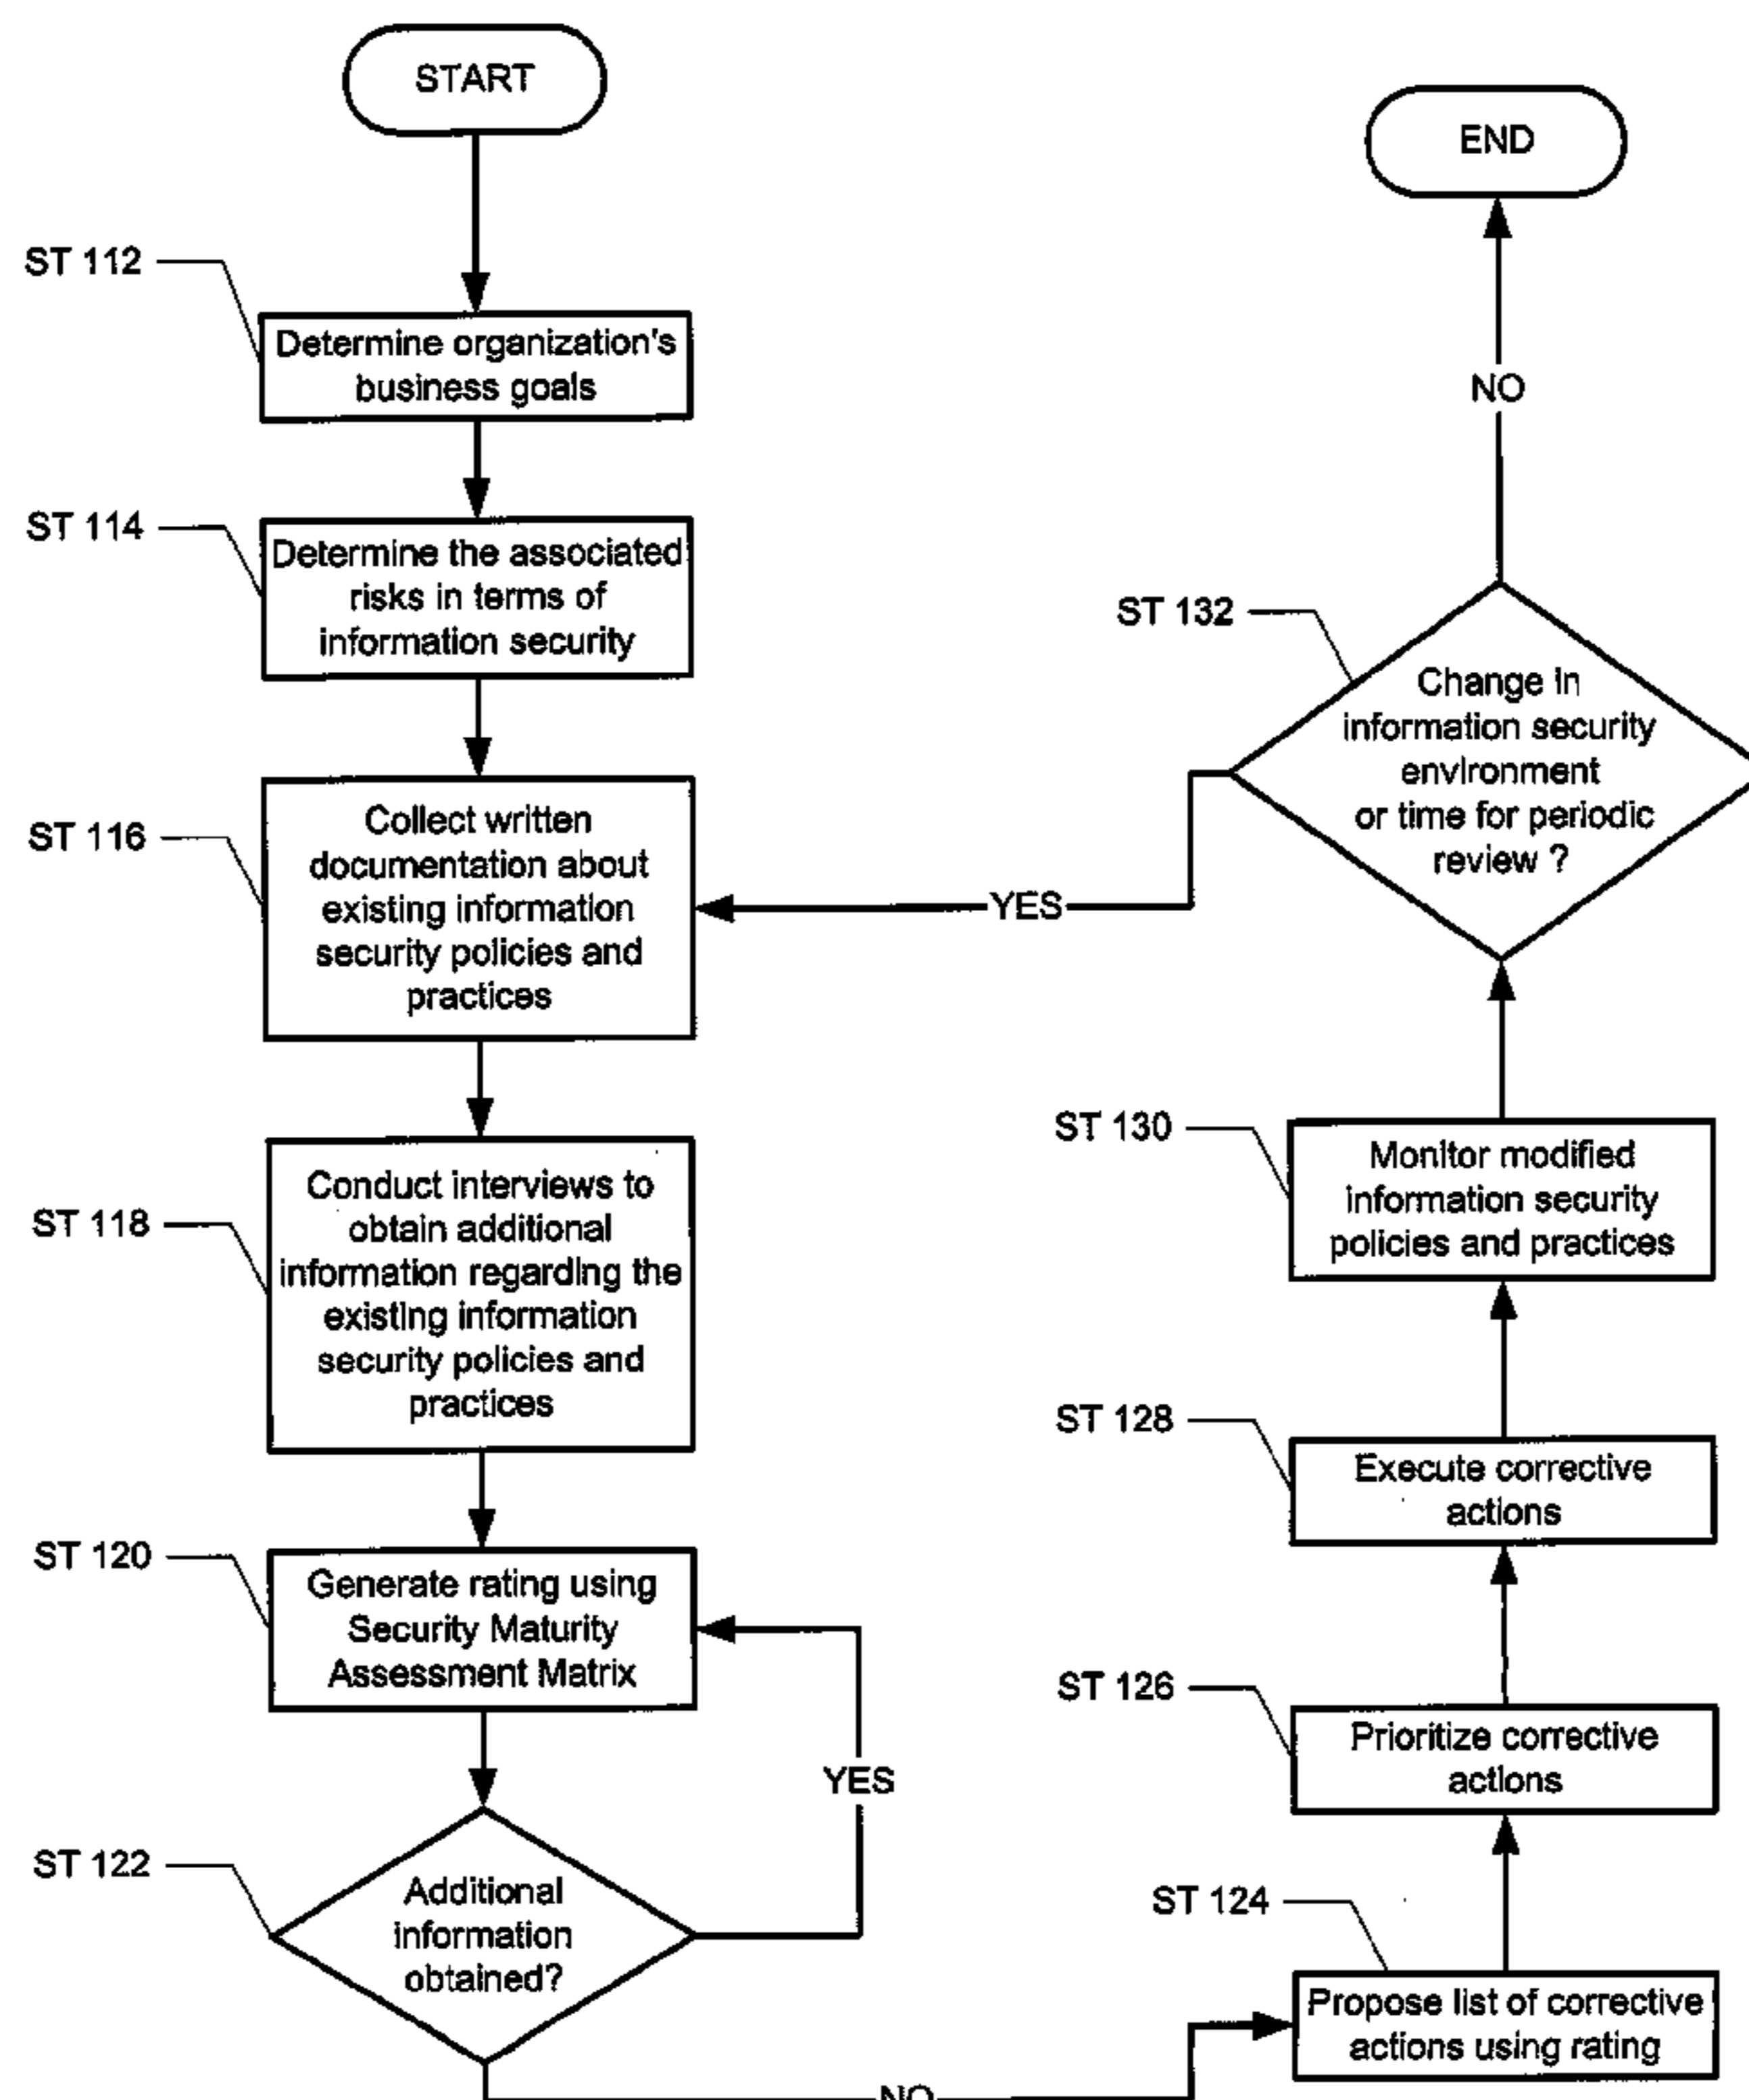 START
ST 112
Determine organization's
business goals
ST 114
Determine the associated
risks in terms of
information security
ST 116
Collect written
documentation about
existing information
security policies and
practices
ST 118
Conduct interviews to
obtain additional
information regarding the
existing information
security policies and
practices
ST 120
Generate rating using
Security Maturity
Assessment Matrix
YES
ST 122
Additional
information
obtained?
NO
ST 124
Propose list of corrective
actions using rating
ST 126
Prioritize corrective
actions
ST 128
Execute corrective
actions
ST 130
Monitor modified
information security
policies and practices
ST 132
Change in
information security
environment
or time for periodic
review ?
YES
NO
END